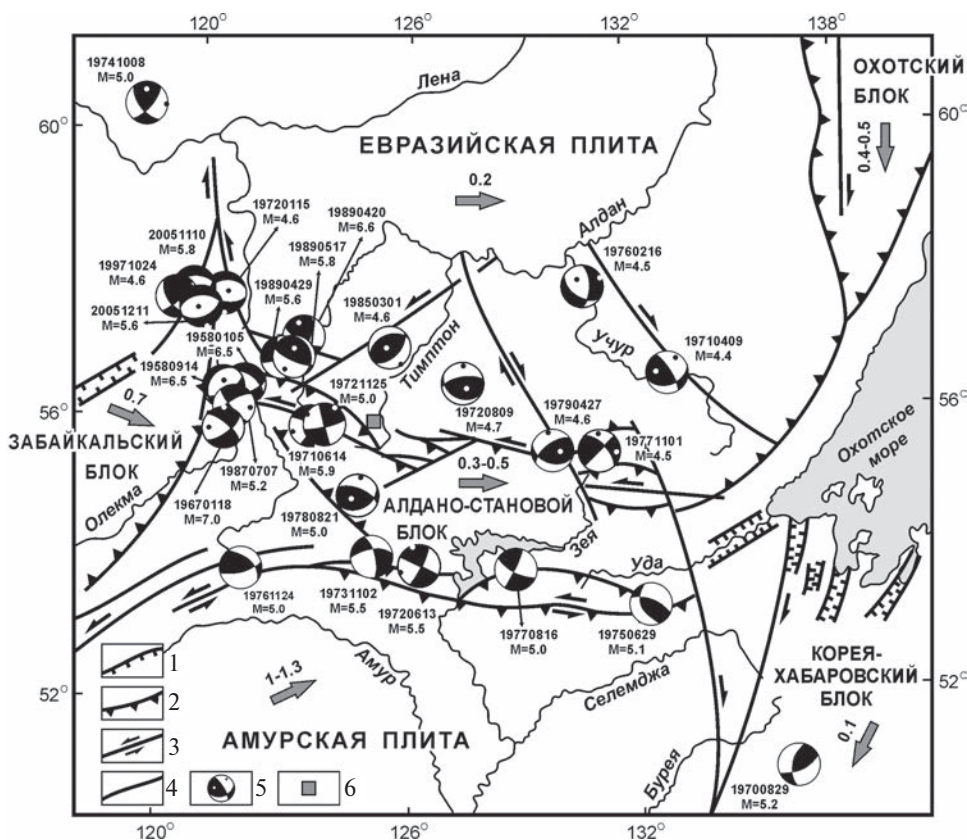 120° 126° 132° 138°
19741008
M=5.0
Лена
ОХОТСКИЙ
БЛОК
60°
60°
0.4-0.5
ЕВРАЗИЙСКАЯ ПЛИТА
0.2
Алдан
19720115
M=4.6
19890420
M=6.6
20051110
M=5.8
19890517
M=5.8
19760216
M=4.5
19971024
M=4.6
19890429
M=5.6
19850301
M=4.6
20051211
M=5.6
19580105
M=6.5
Тимптон
Учур
19710409
M=4.4
19580914
M=6.5
19721125
M=5.0
56°
56°
0.7
19720809
M=4.7
19790427
M=4.6
19771101
M=4.5
ЗАБАЙКАЛЬСКИЙ
БЛОК
Охотское
море
19710614
M=5.9
0.3-0.5
19870707
M=5.2
Олекма
19670118
M=7.0
АЛДАНО-СТАНОВОЙ
БЛОК
19780821
M=5.0
Зея
Уда
19761124
M=5.0
19731102
M=5.5
19720613
M=5.5
19770816
M=5.0
19750629
M=5.1
КОРЕЯ-
ХАБАРОВСКИЙ
БЛОК
52°
52°
1-1.3
Амур
Селемджа
0.1
АМУРСКАЯ ПЛИТА
Бурея
19700829
M=5.2
1
2
3
4 5 6
120° 126° 132°